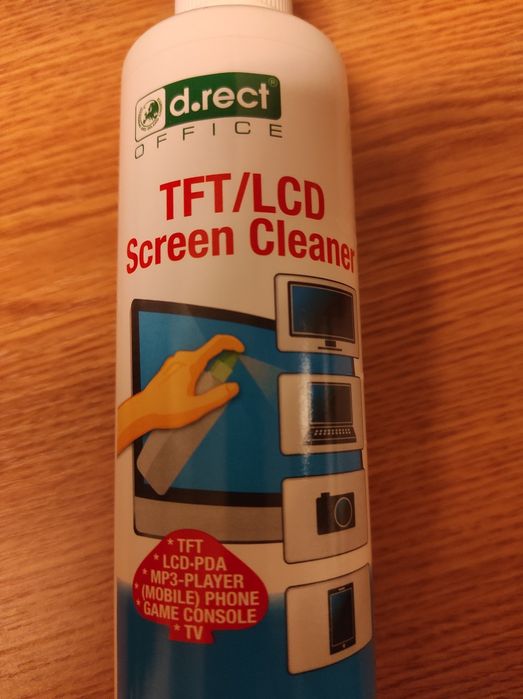 d.rect®
OFFICE
TFT/LCD
Screen Cleaner
* TFT
* LCD·PDA
* MP3-PLAYER
* (MOBILE) PHONE
* GAME CONSOLE
* TV